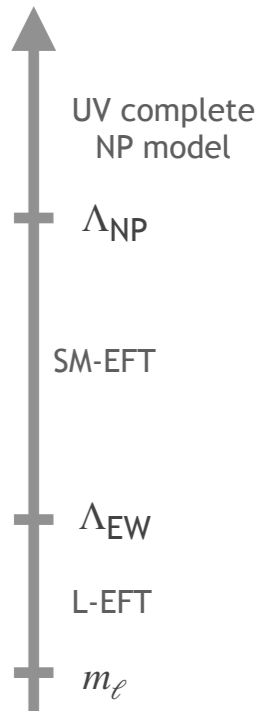 UV complete
NP model
Λ_NP
SM-EFT
Λ_EW
L-EFT
m_ℓ